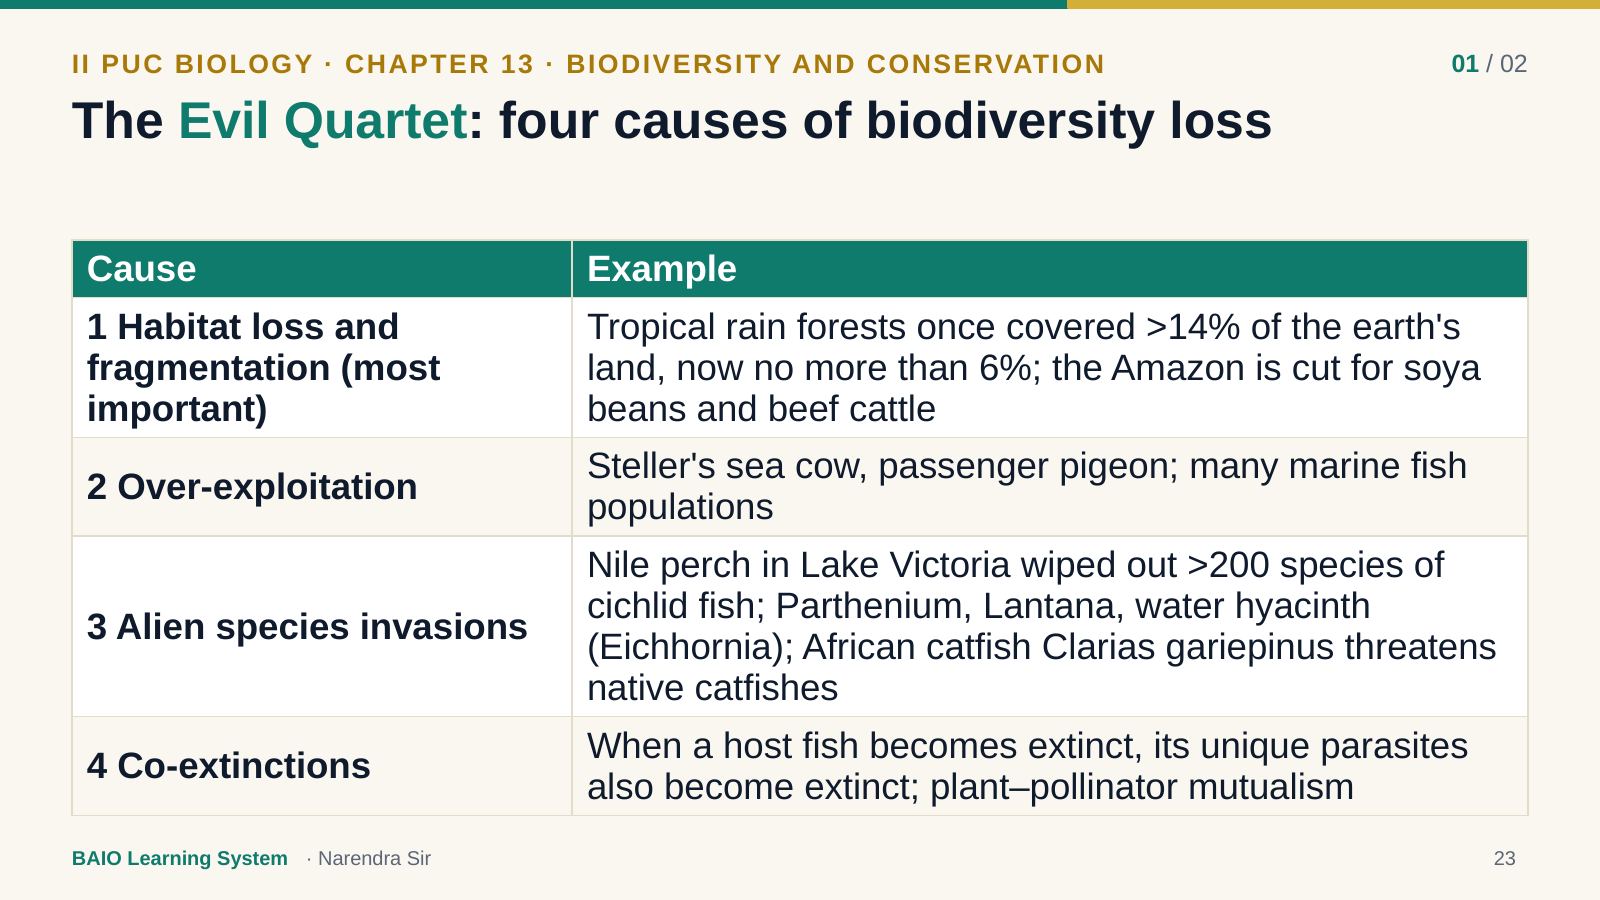 II PUC BIOLOGY · CHAPTER 13 · BIODIVERSITY AND CONSERVATION
01 / 02
The Evil Quartet: four causes of biodiversity loss
Cause
Example
1 Habitat loss and
fragmentation (most
important)
Tropical rain forests once covered >14% of the earth's
land, now no more than 6%; the Amazon is cut for soya
beans and beef cattle
2 Over-exploitation
Steller's sea cow, passenger pigeon; many marine fish
populations
3 Alien species invasions
Nile perch in Lake Victoria wiped out >200 species of
cichlid fish; Parthenium, Lantana, water hyacinth
(Eichhornia); African catfish Clarias gariepinus threatens
native catfishes
4 Co-extinctions
When a host fish becomes extinct, its unique parasites
also become extinct; plant–pollinator mutualism
BAIO Learning System · Narendra Sir
23